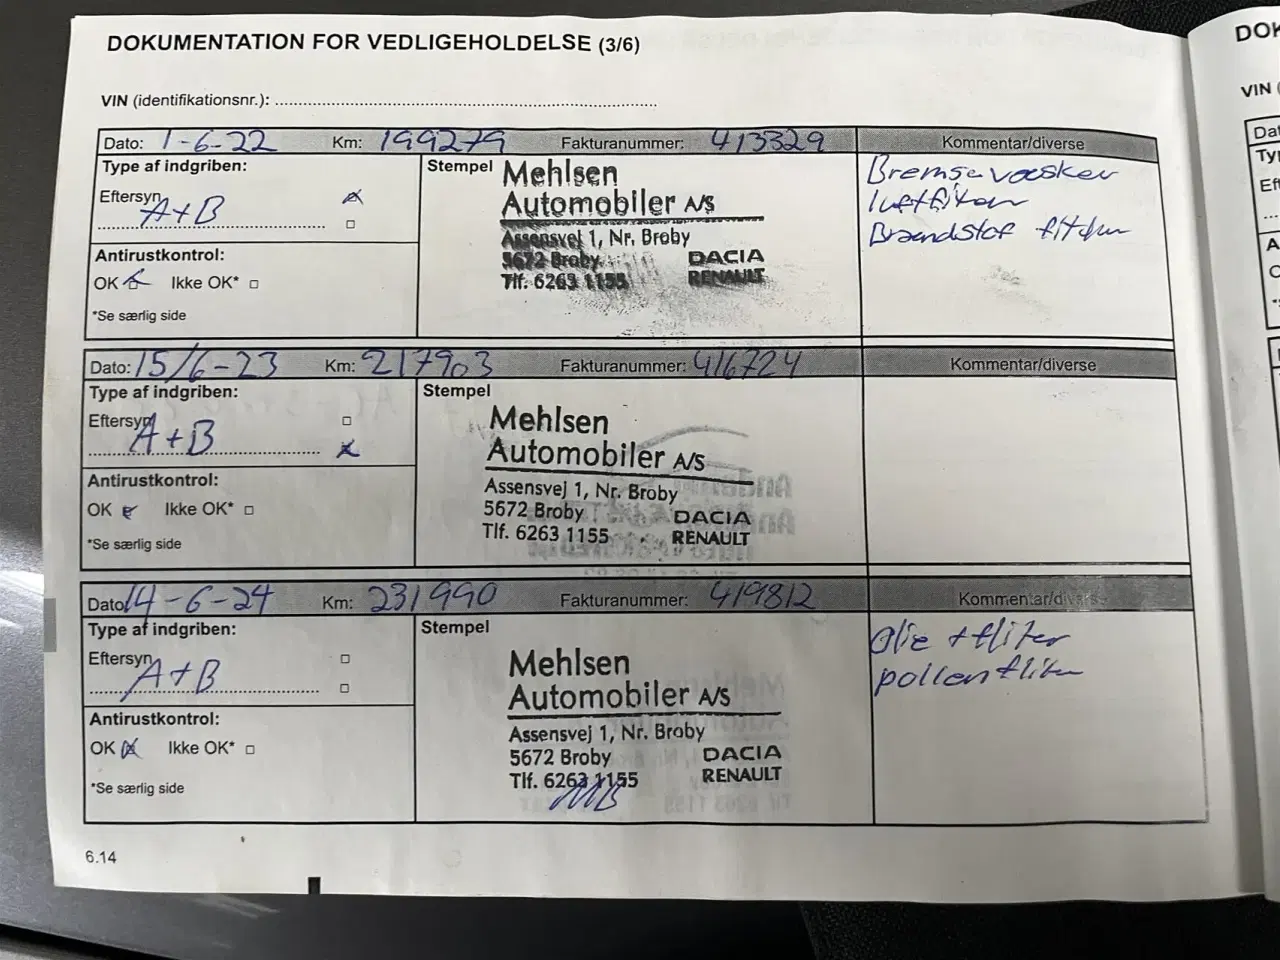 DOKUMENTATION FOR VEDLIGEHOLDELSE (3/6)
VIN (identifikationsnr.):
Dato: 1-6-22 Km: 199279 Fakturanummer: 413329 Kommentar/diverse
Type af indgriben:
Eftersyn
A+B
Antirustkontrol:
OK Ikke OK*
*Se særlig side
Stempel
Mehlsen
Automobiler A/S
Assensvej 1, Nr. Broby
5672 Broby DACIA
Tlf. 6263 1155 RENAULT
Bremsevæsker
luftfilter
Brændstof filter
Dato: 15/6-23 Km: 217903 Fakturanummer: 416724 Kommentar/diverse
Type af indgriben:
Eftersyn
A+B
Antirustkontrol:
OK Ikke OK*
*Se særlig side
Stempel
Mehlsen
Automobiler A/S
Assensvej 1, Nr. Broby
5672 Broby DACIA
Tlf. 6263 1155 RENAULT
Dato 14-6-24 Km: 231990 Fakturanummer: 419812 Kommentar/diverse
Type af indgriben:
Eftersyn
A+B
Antirustkontrol:
OK Ikke OK*
*Se særlig side
Stempel
Mehlsen
Automobiler A/S
Assensvej 1, Nr. Broby
5672 Broby DACIA
Tlf. 6263 1155 RENAULT
MB
Olie + filter
pollenfilter
6.14
DOK
VIN (